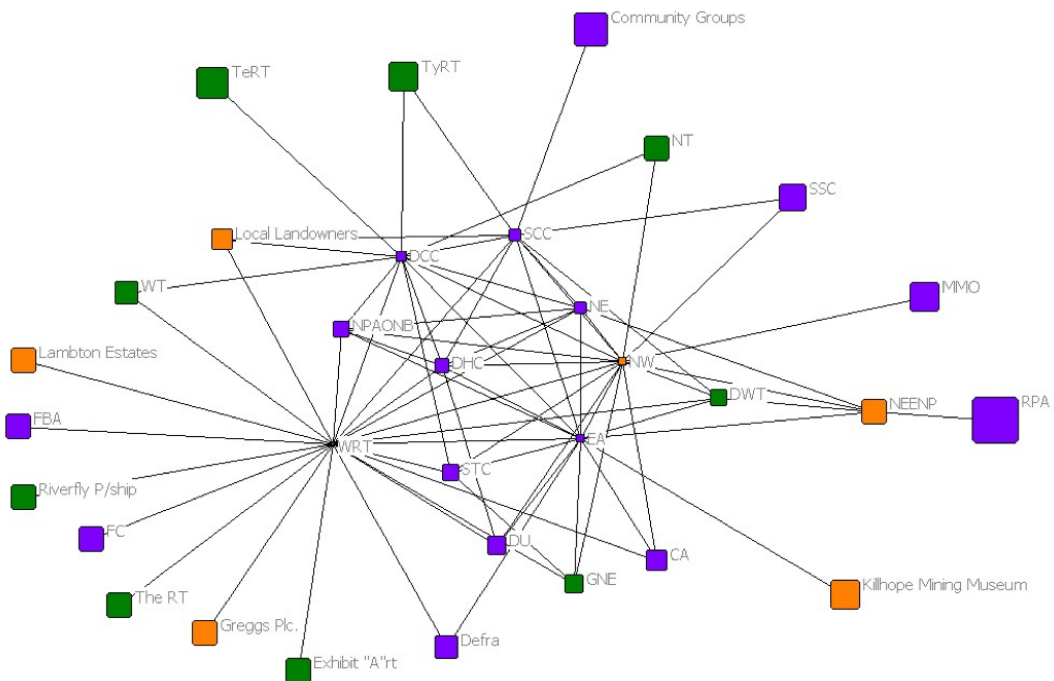 Community Groups
TeRT
TyRT
NT
SSC
Local Landowners
SCC
DCC
WT
MMO
NE
NPAONB
Lambton Estates
DHC
NW
DWT
NEENP
RPA
FBA
WRT
EA
STC
Riverfly P/ship
FC
DU
CA
GNE
Killhope Mining Museum
The RT
Greggs Plc.
Defra
Exhibit "A"rt